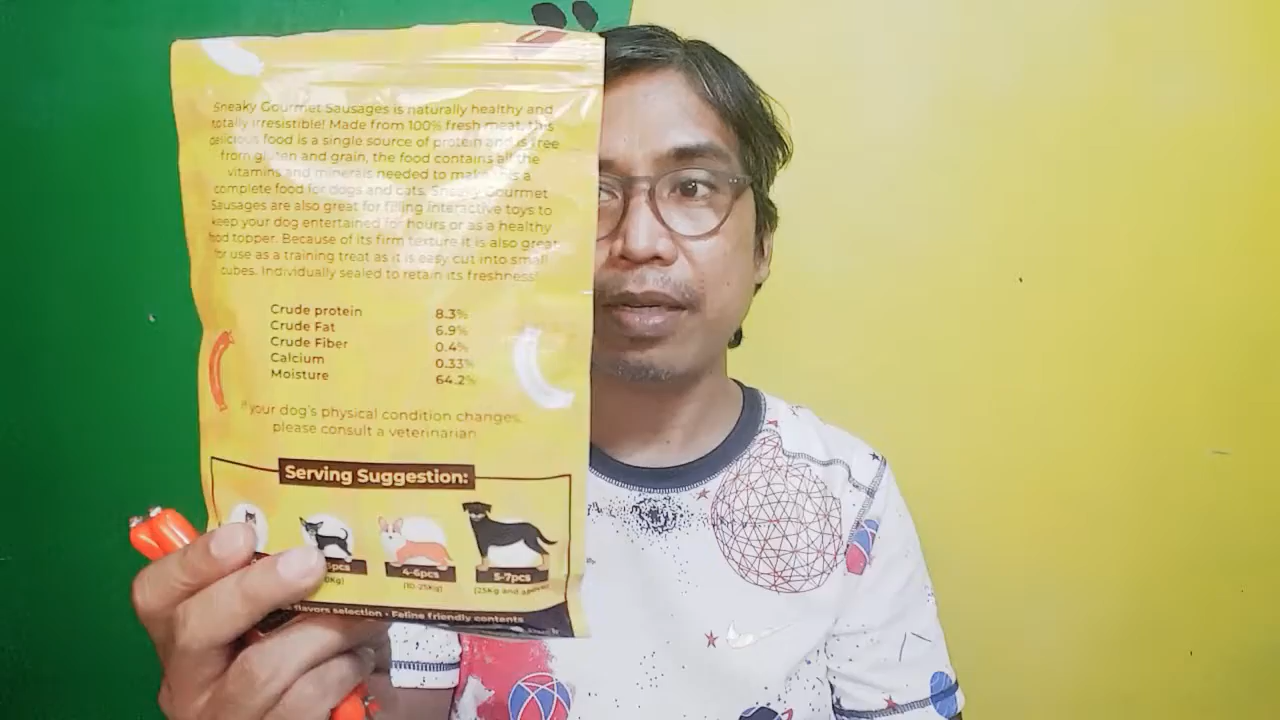 Sneaky Gourmet Sausages is naturally healthy and
totally irresistible! Made from 100% fresh meat, this
delicious food is a single source of protein and is free
from gluten and grain, the food contains all the
vitamins and minerals needed to make this a
complete food for dogs and cats. Sneaky Gourmet
Sausages are also great for filling interactive toys to
keep your dog entertained for hours or as a healthy
food topper. Because of its firm texture it is also great
for use as a training treat as it is easy cut into small
cubes. Individually sealed to retain its freshness!
Crude protein 8.3%
Crude Fat 6.9%
Crude Fiber 0.4%
Calcium 0.33%
Moisture 64.2%
If your dog's physical condition changes,
please consult a veterinarian
Serving Suggestion:
4-6pcs 5-7pcs
(10-25Kg) (25Kg and above)
flavors selection • Feline friendly contents